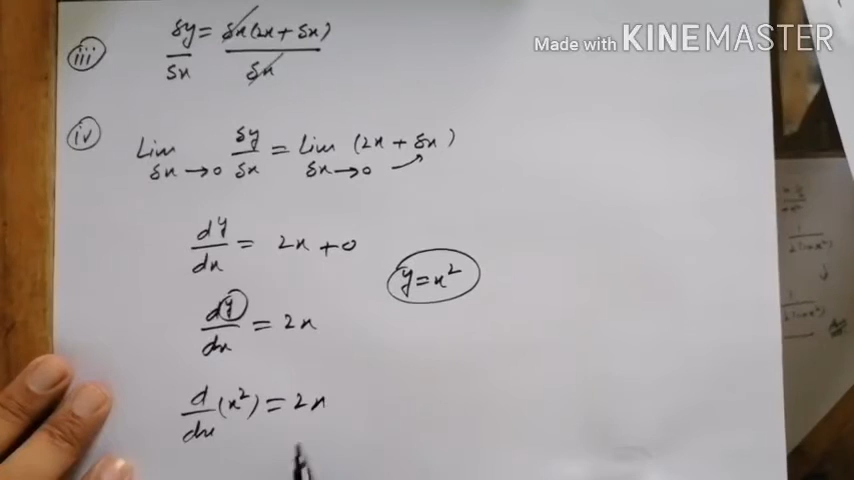 Made with KINEMASTER
iii δy/δx = δx(2x + δx)/δx
iv Lim δx→0 δy/δx = Lim δx→0 (2x + δx)
dy/dx = 2x + 0
y = x²
dy/dx = 2x
d/dx (x²) = 2x